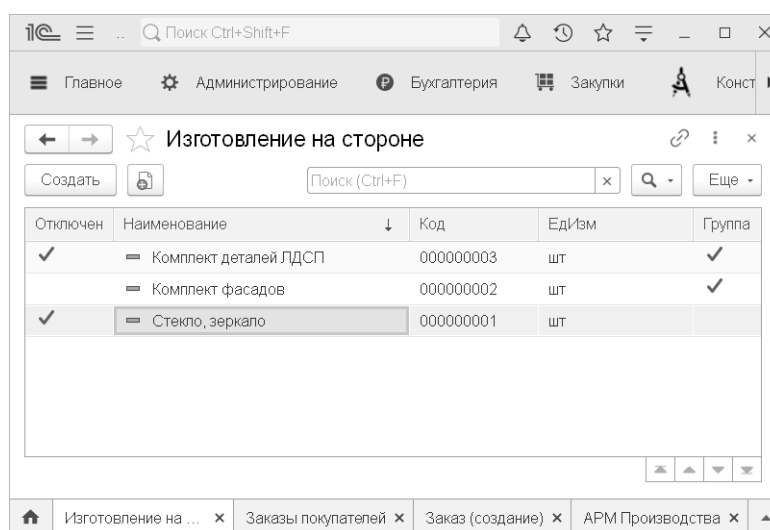 1C .. Поиск Ctrl+Shift+F
Главное Администрирование Бухгалтерия Закупки Конст
Изготовление на стороне
Создать Поиск (Ctrl+F) Еще
Отключен Наименование Код ЕдИзм Группа
Комплект деталей ЛДСП 000000003 шт
Комплект фасадов 000000002 шт
Стекло, зеркало 000000001 шт
Изготовление на ... Заказы покупателей Заказ (создание) АРМ Производства